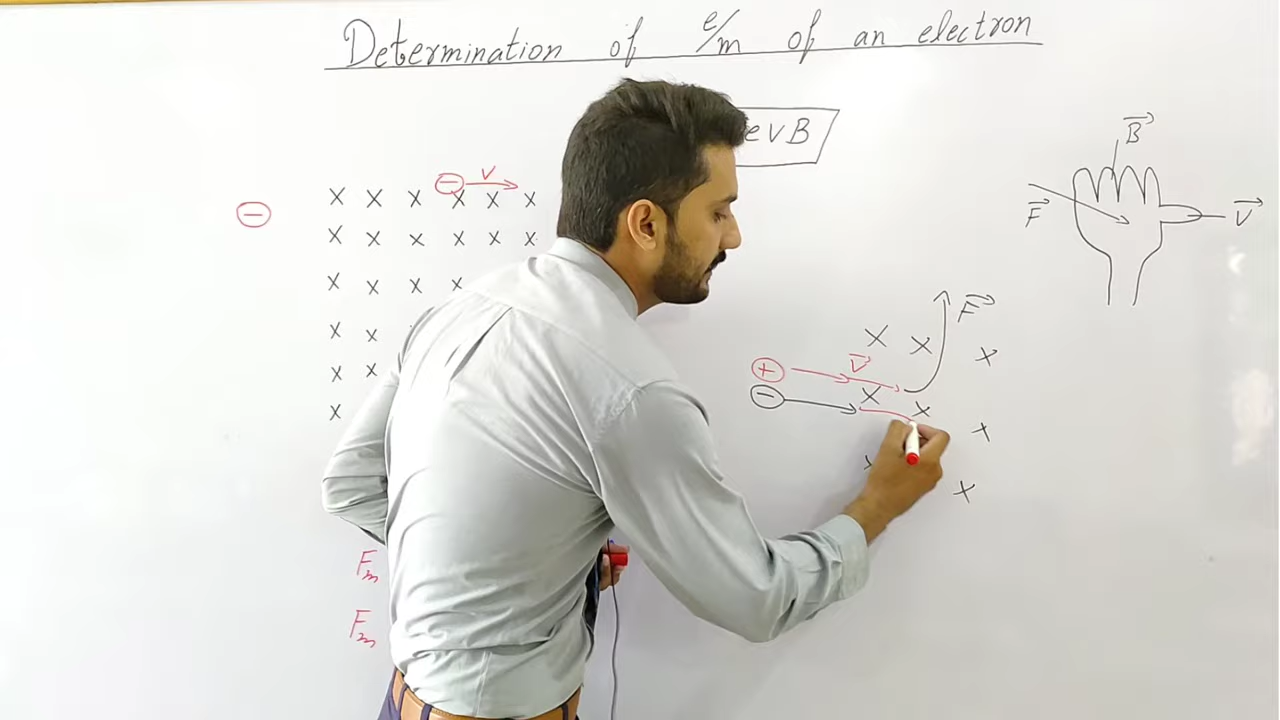 Determination of e/m of an electron
evB
B
F
V
− V
× × × × × ×
× × × × × ×
× × × ×
× ×
× ×
×
F
× ×
V
×
+
× ×
−
×
×
×
Fm
Fm